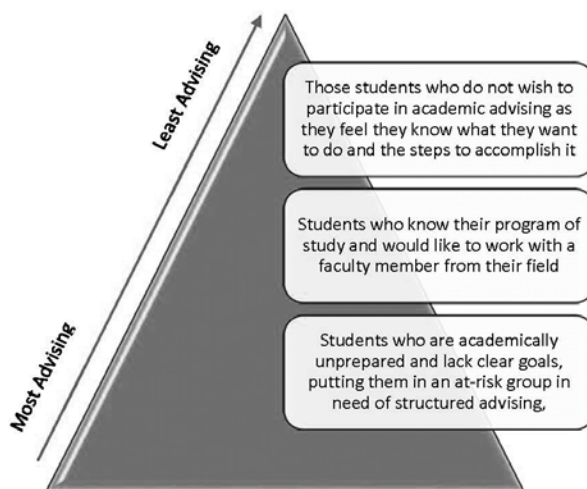 Least Advising
Most Advising
Those students who do not wish to
participate in academic advising as
they feel they know what they want
to do and the steps to accomplish it
Students who know their program of
study and would like to work with a
faculty member from their field
Students who are academically
unprepared and lack clear goals,
putting them in an at-risk group in
need of structured advising,